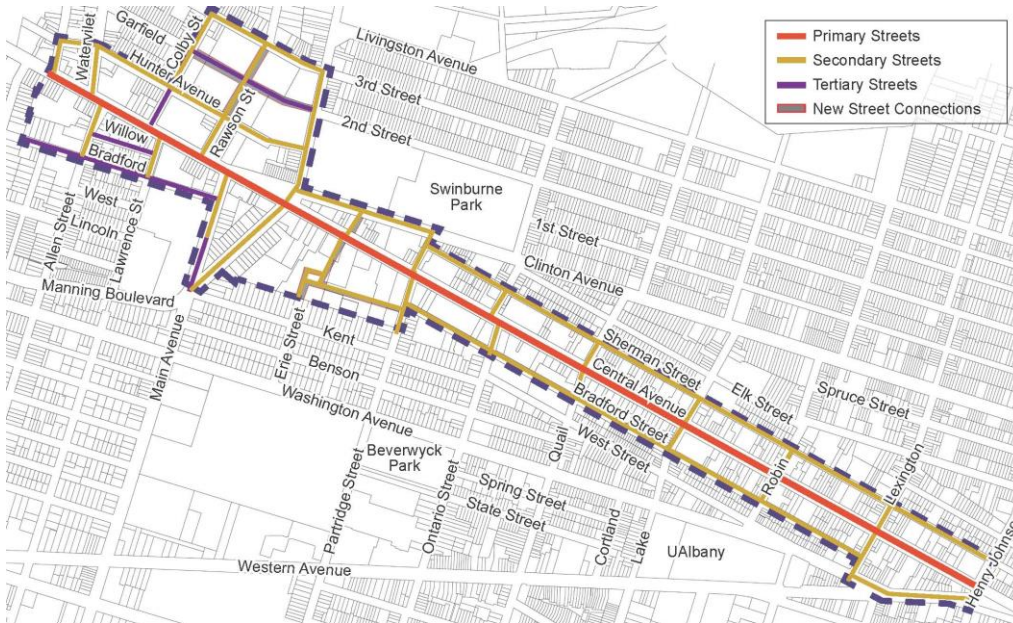 Primary Streets
Secondary Streets
Tertiary Streets
New Street Connections
Garfield
Colby St
Watervilet
Hunter Avenue
Livingston Avenue
3rd Street
2nd Street
Rawson St
Willow
Bradford
West
Lincoln
Allen Street
Lawrence St
Manning Boulevard
Swinburne
Park
1st Street
Clinton Avenue
Main Avenue
Erie Street
Kent
Benson
Washington Avenue
Sherman Street
Central Avenue
Bradford Street
West Street
Elk Street
Spruce Street
Quail
Beverwyck
Park
Partridge Street
Ontario Street
Spring Street
State Street
Cortland
Lake
UAlbany
Robin
Lexington
Western Avenue
Henry Johnson